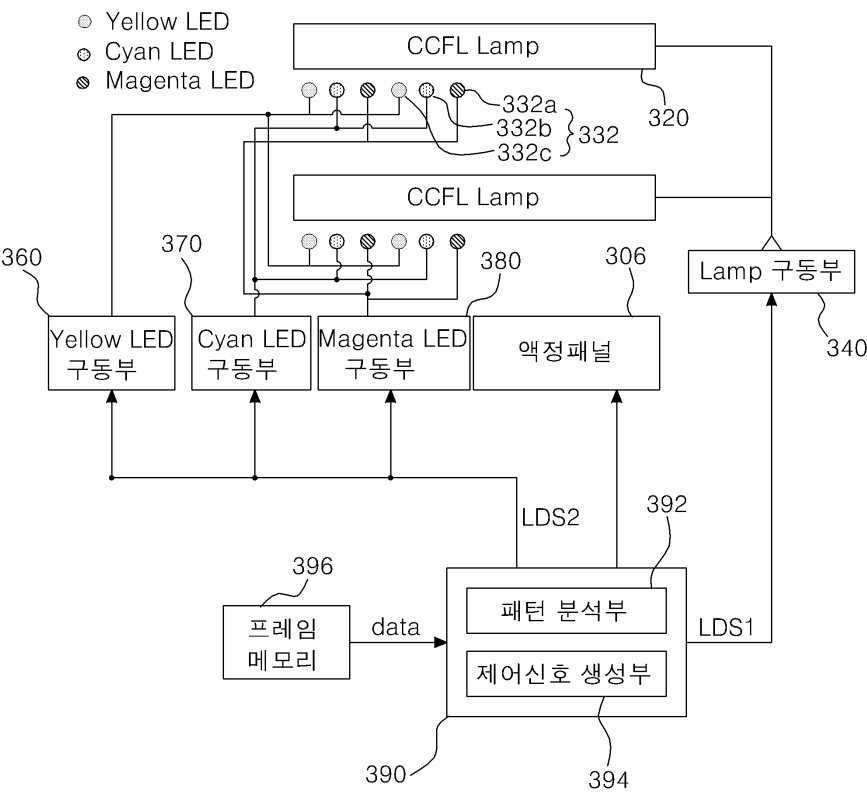 Yellow LED
Cyan LED
Magenta LED
CCFL Lamp
320
332a
332b
332c
332
CCFL Lamp
360
370
380
306
340
Yellow LED
구동부
Cyan LED
구동부
Magenta LED
구동부
액정패널
Lamp 구동부
LDS2
392
396
프레임
메모리
data
패턴 분석부
제어신호 생성부
LDS1
390
394